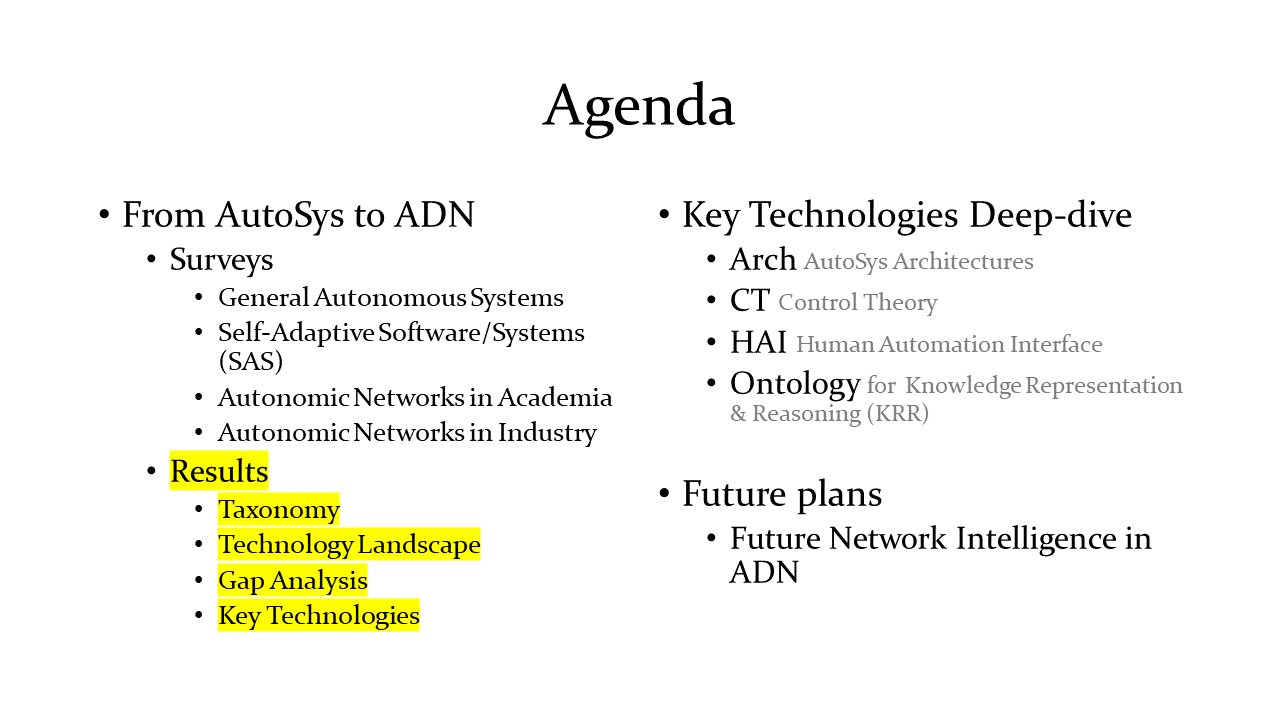 Agenda
• From AutoSys to ADN
• Surveys
• General Autonomous Systems
• Self-Adaptive Software/Systems
(SAS)
• Autonomic Networks in Academia
• Autonomic Networks in Industry
• Results
• Taxonomy
• Technology Landscape
• Gap Analysis
• Key Technologies
• Key Technologies Deep-dive
• Arch AutoSys Architectures
• CT Control Theory
• HAI Human Automation Interface
• Ontology for Knowledge Representation
& Reasoning (KRR)
• Future plans
• Future Network Intelligence in
ADN